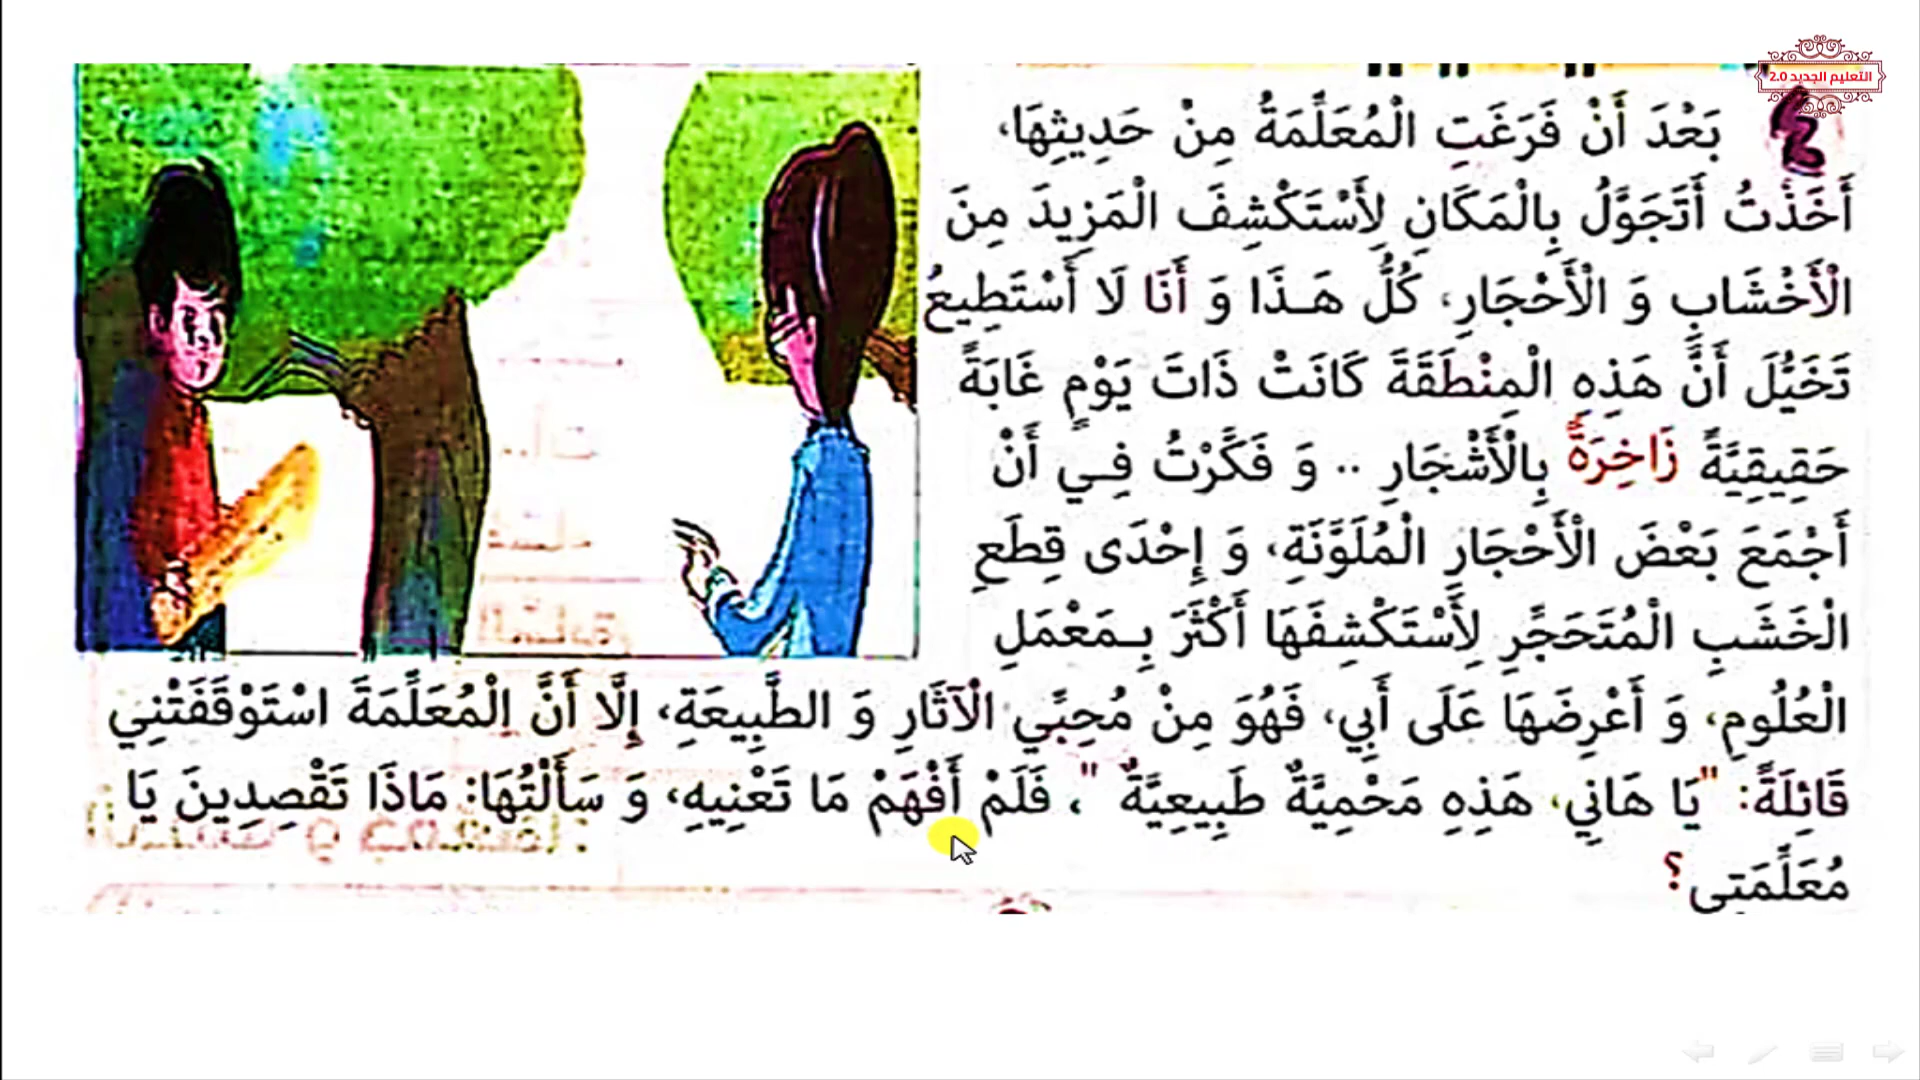 التعليم الجديد 2.0
بَعْدَ أَنْ فَرَغَتِ الْمُعَلِّمَةُ مِنْ حَدِيثِهَا،
أَخَذْتُ أَتَجَوَّلُ بِالْمَكَانِ لِأَسْتَكْشِفَ الْمَزِيدَ مِنَ
الْأَخْشَابِ وَ الْأَحْجَارِ، كُلُّ هَـذَا وَ أَنَا لَا أَسْتَطِيعُ
تَخَيُّلَ أَنَّ هَذِهِ الْمِنْطَقَةَ كَانَتْ ذَاتَ يَوْمٍ غَابَةً
حَقِيقِيَّةً زَاخِرَةً بِالْأَشْجَارِ .. وَ فَكَّرْتُ فِـي أَنْ
أَجْمَعَ بَعْضَ الْأَحْجَارِ الْمُلَوَّنَةِ، وَ إِحْدَى قِطَعِ
الْخَشَبِ الْمُتَحَجِّرِ لِأَسْتَكْشِفَهَا أَكْثَرَ بِـمَعْمَلِ
الْعُلُومِ، وَ أَعْرِضَهَا عَلَى أَبِي، فَهُوَ مِنْ مُحِبِّي الْآثَارِ وَ الطَّبِيعَةِ، إِلَّا أَنَّ الْمُعَلِّمَةَ اسْتَوْقَفَتْنِي
قَائِلَةً: "يَا هَانِي، هَذِهِ مَحْمِيَّةٌ طَبِيعِيَّةٌ "، فَلَمْ أَفْهَمْ مَا تَعْنِيهِ، وَ سَأَلْتُهَا: مَاذَا تَقْصِدِينَ يَا
مُعَلِّمَتِي؟